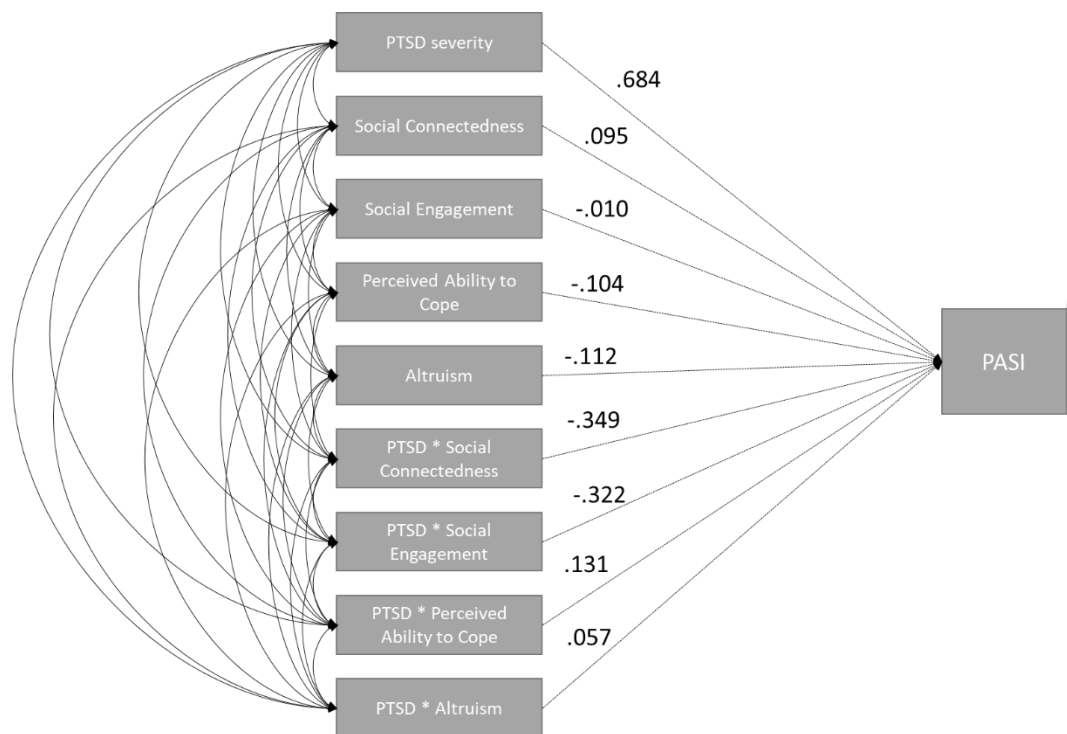 PTSD severity
.684
Social Connectedness
.095
Social Engagement
-.010
Perceived Ability to
Cope
-.104
Altruism
-.112
PTSD * Social
Connectedness
-.349
PTSD * Social
Engagement
-.322
PTSD * Perceived
Ability to Cope
.131
PTSD * Altruism
.057
PASI